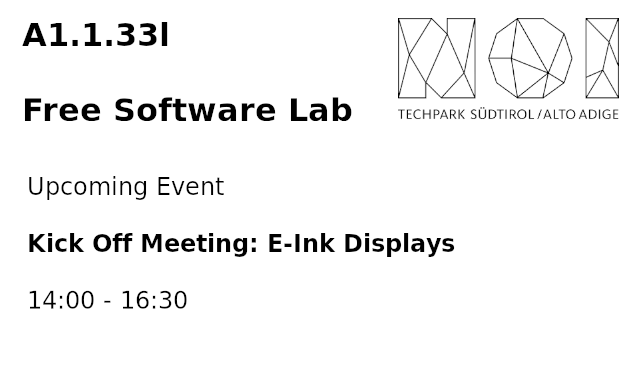 A1.1.33l
NOI
TECHPARK SÜDTIROL / ALTO ADIGE
Free Software Lab
Upcoming Event
Kick Off Meeting: E-Ink Displays
14:00 - 16:30